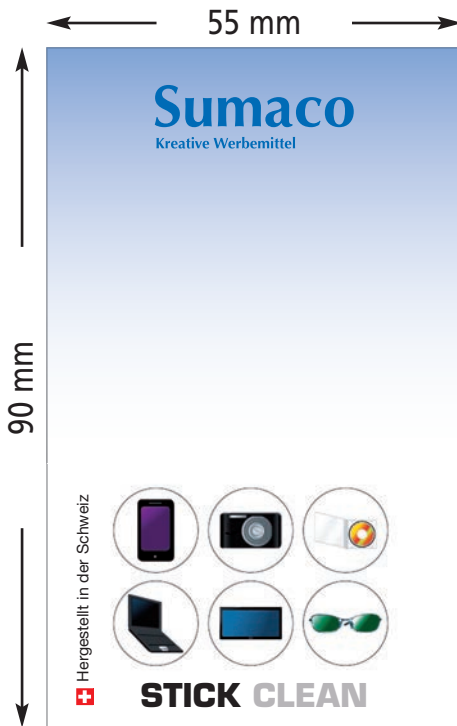 55 mm
Sumaco
Kreative Werbemittel
90 mm
Hergestellt in der Schweiz
STICK CLEAN